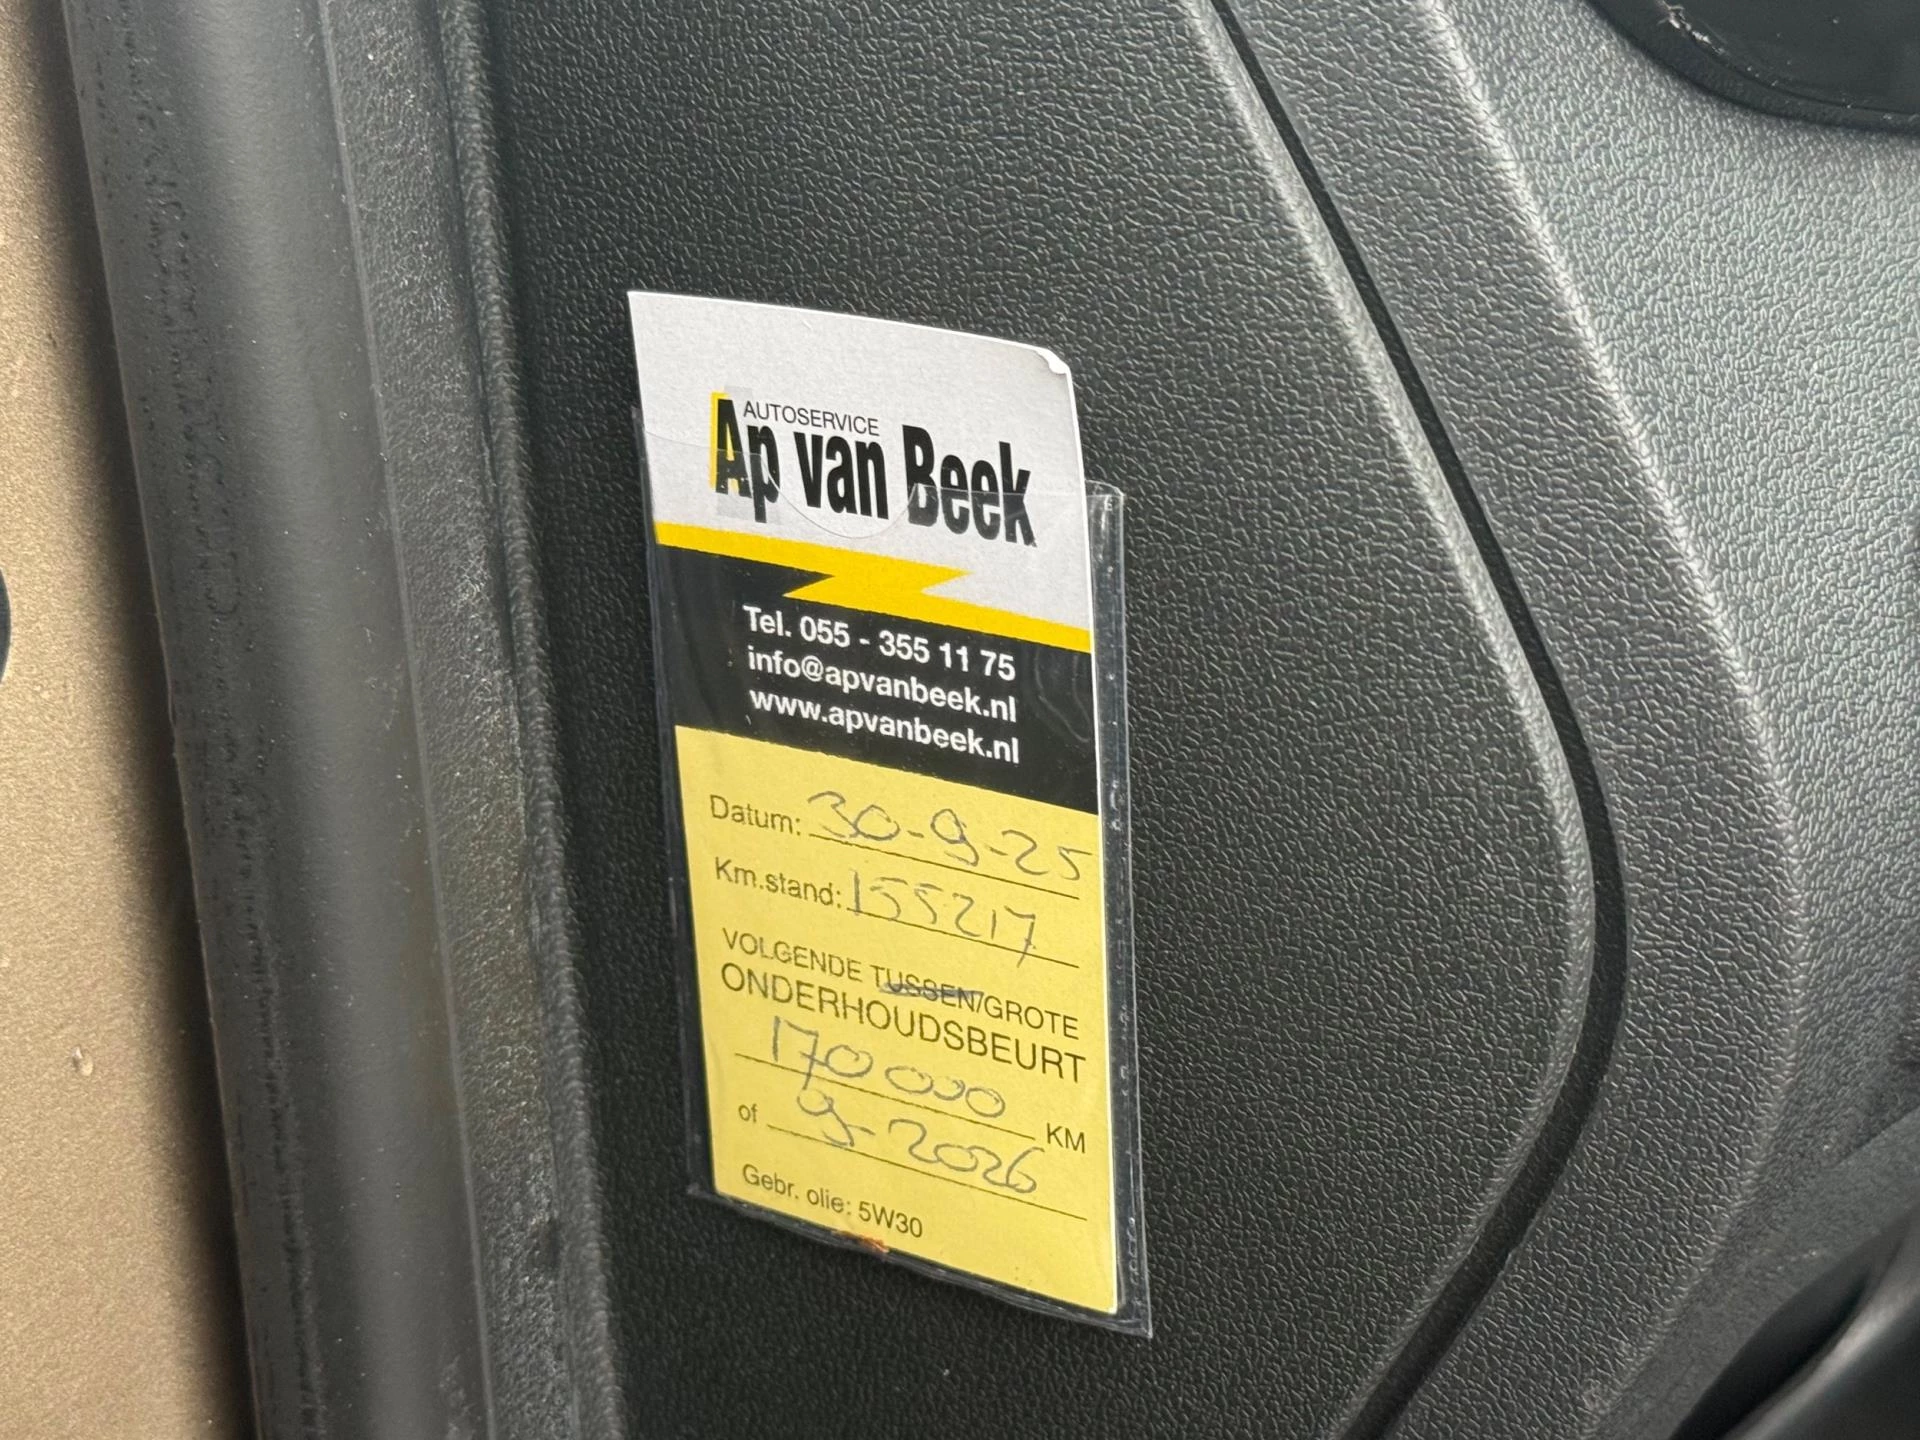 AUTOSERVICE
Ap van Beek
Tel. 055 - 355 11 75
info@apvanbeek.nl
www.apvanbeek.nl
Datum: 30-9-25
Km.stand: 155217
VOLGENDE TUSSEN/GROTE
ONDERHOUDSBEURT
170000 KM
of 9-2026
Gebr. olie: 5W30